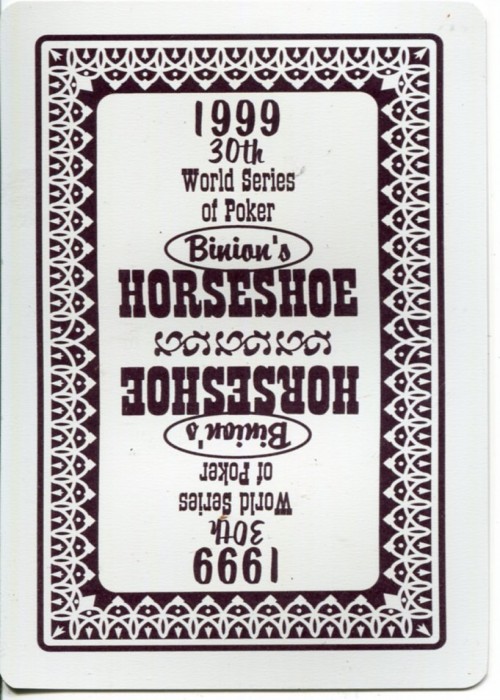 1999
30th
World Series
of Poker
Binion's
HORSESHOE
HORSESHOE
Binion's
of Poker
World Series
30th
1999